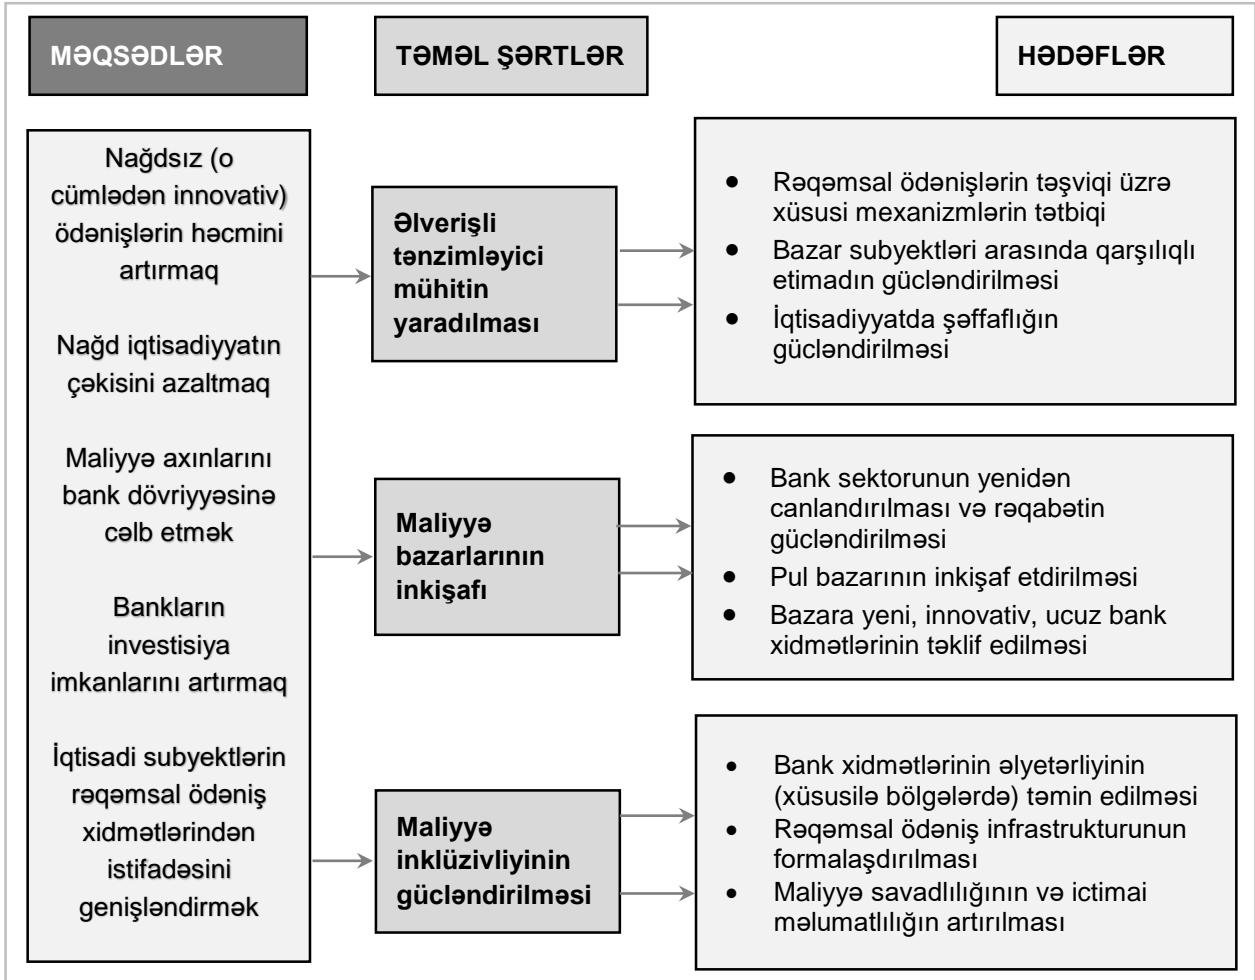 MƏQSƏDLƏR
TƏMƏL ŞƏRTLƏR
HƏDƏFLƏR
Nağdsız (o
cümlədən innovativ)
ödənişlərin həcmini
artırmaq
Nağd iqtisadiyyatın
çəkisini azaltmaq
Maliyyə axınlarını
bank dövriyyəsinə
cəlb etmək
Bankların
investisiya
imkanlarını artırmaq
İqtisadi subyektlərin
rəqəmsal ödəniş
xidmətlərindən
istifadəsini
genişləndirmək
Əlverişli
tənzimləyici
mühitin
yaradılması
• Rəqəmsal ödənişlərin təşviqi üzrə
xüsusi mexanizmlərin tətbiqi
• Bazar subyektləri arasında qarşılıqlı
etimadın gücləndirilməsi
• İqtisadiyyatda şəffaflığın
gücləndirilməsi
Maliyyə
bazarlarının
inkişafı
• Bank sektorunun yenidən
canlandırılması və rəqabətin
gücləndirilməsi
• Pul bazarının inkişaf etdirilməsi
• Bazara yeni, innovativ, ucuz bank
xidmətlərinin təklif edilməsi
Maliyyə
inklüzivliyinin
gücləndirilməsi
• Bank xidmətlərinin əlyetərliyinin
(xüsusilə bölgələrdə) təmin edilməsi
• Rəqəmsal ödəniş infrastrukturunun
formalaşdırılması
• Maliyyə savadlılığının və ictimai
məlumatlılığın artırılması